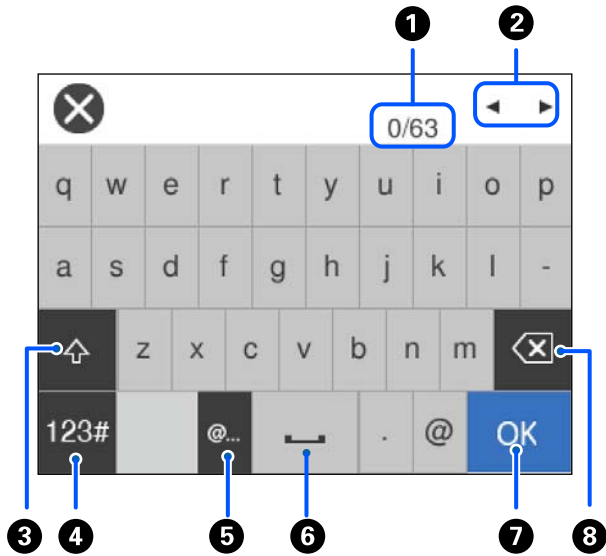 1 2
0/63
q w e r t y u i o p
a s d f g h j k l -
z x c v b n m
123# @... . @ OK
3 4 5 6 7 8